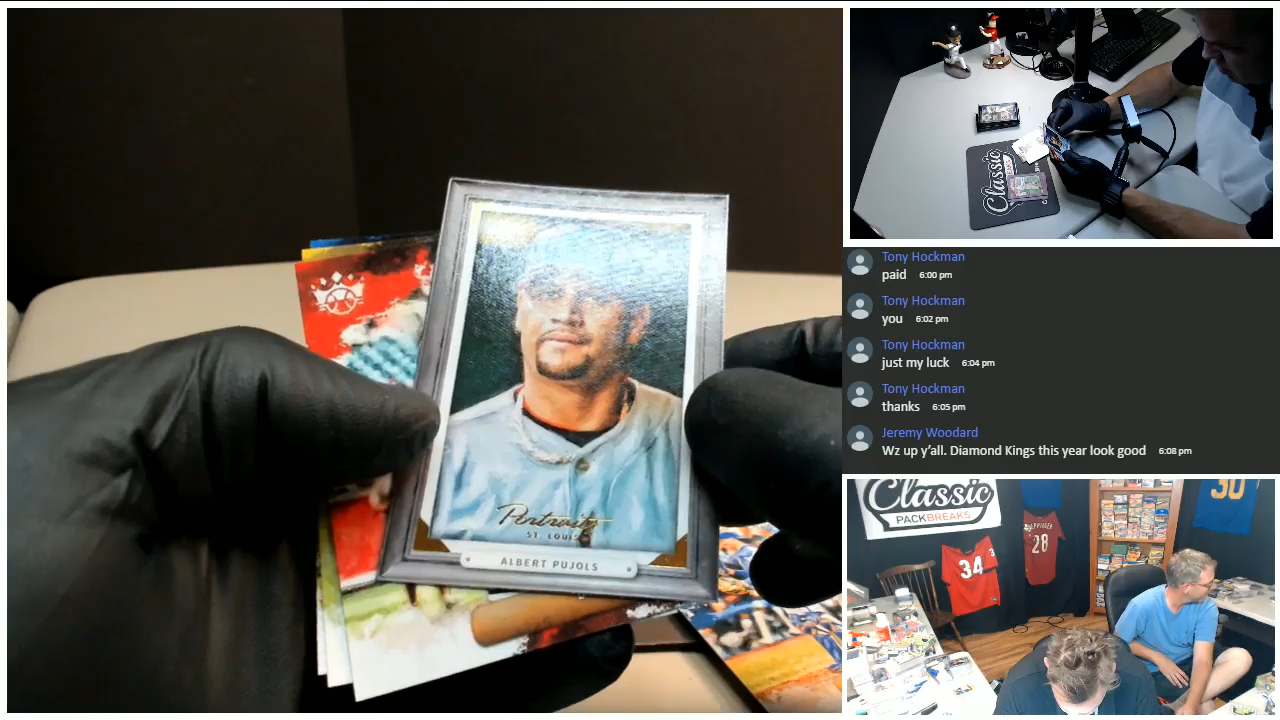 Portraits
ST. LOUIS
ALBERT PUJOLS
Classic
Tony Hockman
paid 6:00 pm
Tony Hockman
you 6:02 pm
Tony Hockman
just my luck 6:04 pm
Tony Hockman
thanks 6:05 pm
Jeremy Woodard
Wz up y'all. Diamond Kings this year look good 6:08 pm
Classic
PACKBREAKS
34
28
30